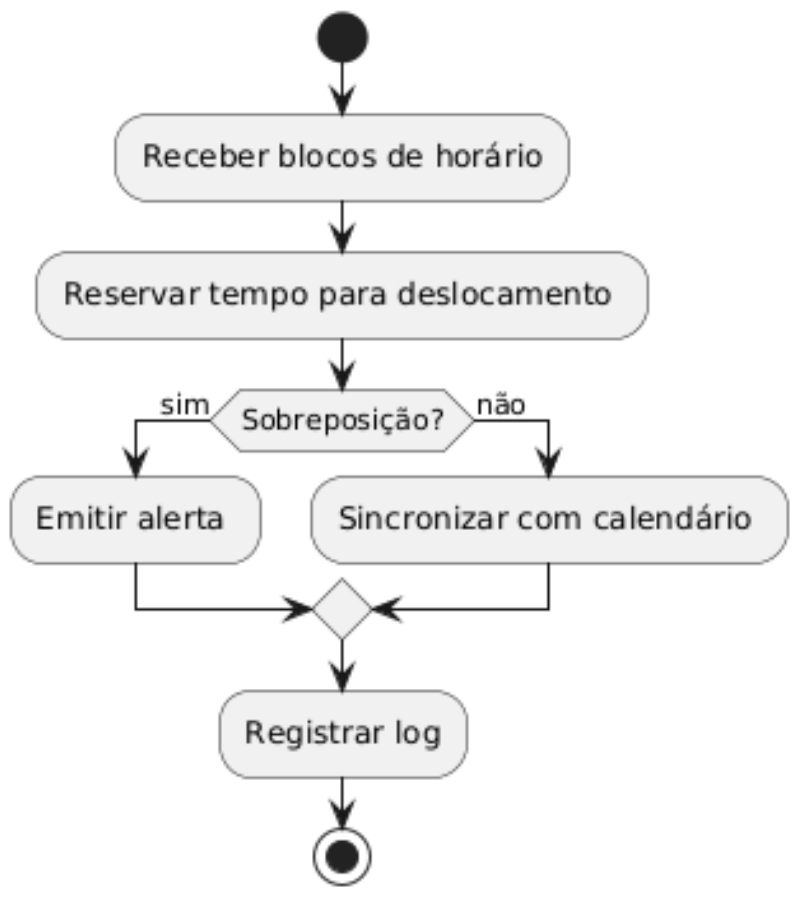 Receber blocos de horário
Reservar tempo para deslocamento
sim
Sobreposição?
não
Emitir alerta
Sincronizar com calendário
Registrar log